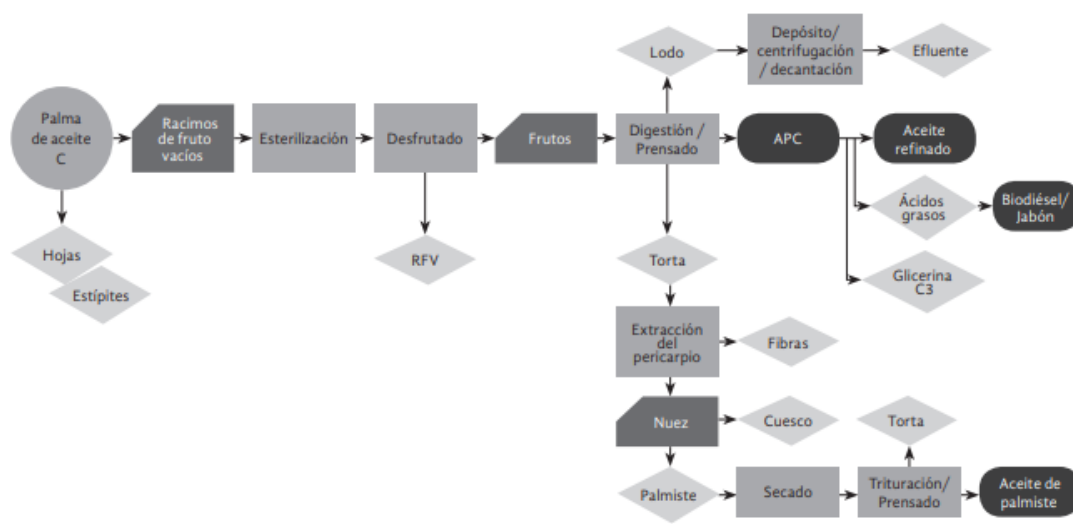 Palma
de aceite
C
Hojas
Estípites
Racimos
de fruto
vacíos
Esterilización
Desfrutado
RFV
Frutos
Digestión /
Prensado
Lodo
Depósito/
centrifugación
/ decantación
Efluente
APC
Aceite
refinado
Ácidos
grasos
Biodiésel/
Jabón
Glicerina
C3
Torta
Extracción
del
pericarpio
Fibras
Nuez
Cuesco
Palmiste
Secado
Trituración/
Prensado
Torta
Aceite de
palmiste